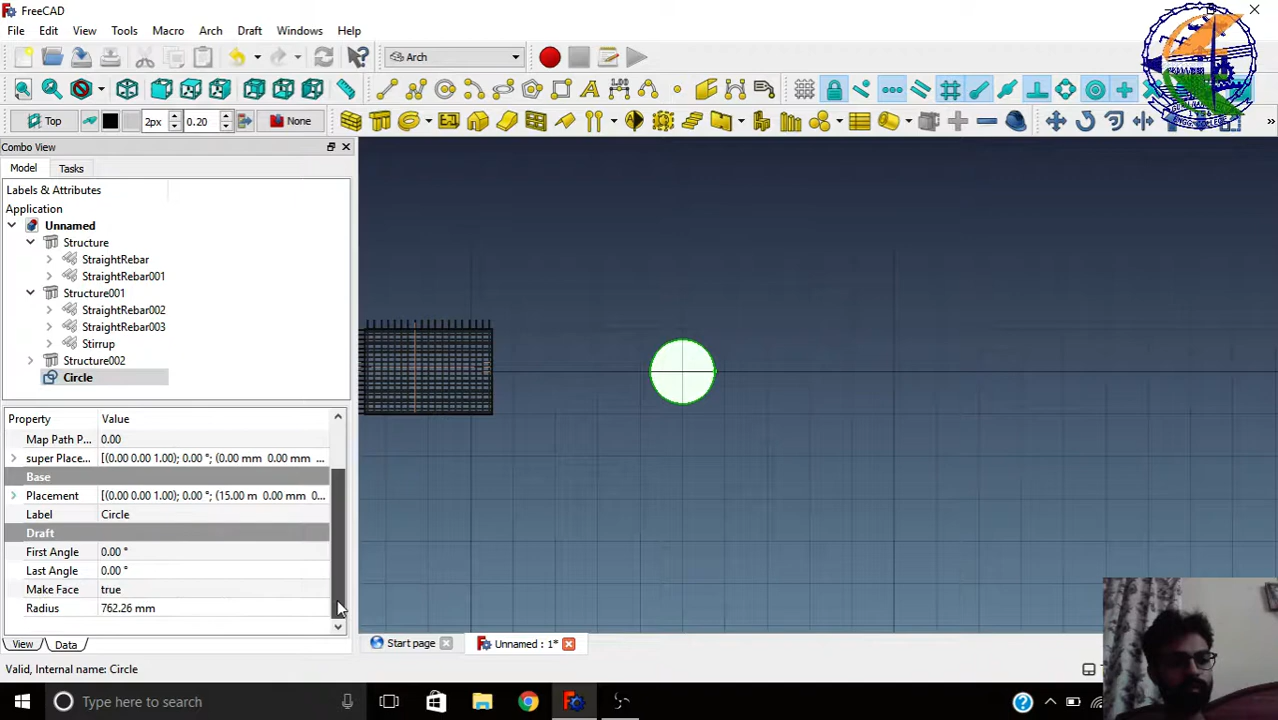 FreeCAD
File Edit View Tools Macro Arch Draft Windows Help
Arch
Top 2px 0.20 None »
Combo View
Model Tasks
Labels & Attributes
Application
Unnamed
Structure
StraightRebar
StraightRebar001
Structure001
StraightRebar002
StraightRebar003
Stirrup
Structure002
Circle
Property Value
Map Path P... 0.00
super Place... [(0.00 0.00 1.00); 0.00 °; (0.00 mm 0.00 mm ...
Base
Placement [(0.00 0.00 1.00); 0.00 °; (15.00 m 0.00 mm 0...
Label Circle
Draft
First Angle 0.00 °
Last Angle 0.00 °
Make Face true
Radius 762.26 mm
View Data
Start page Unnamed : 1*
Valid, Internal name: Circle
Type here to search